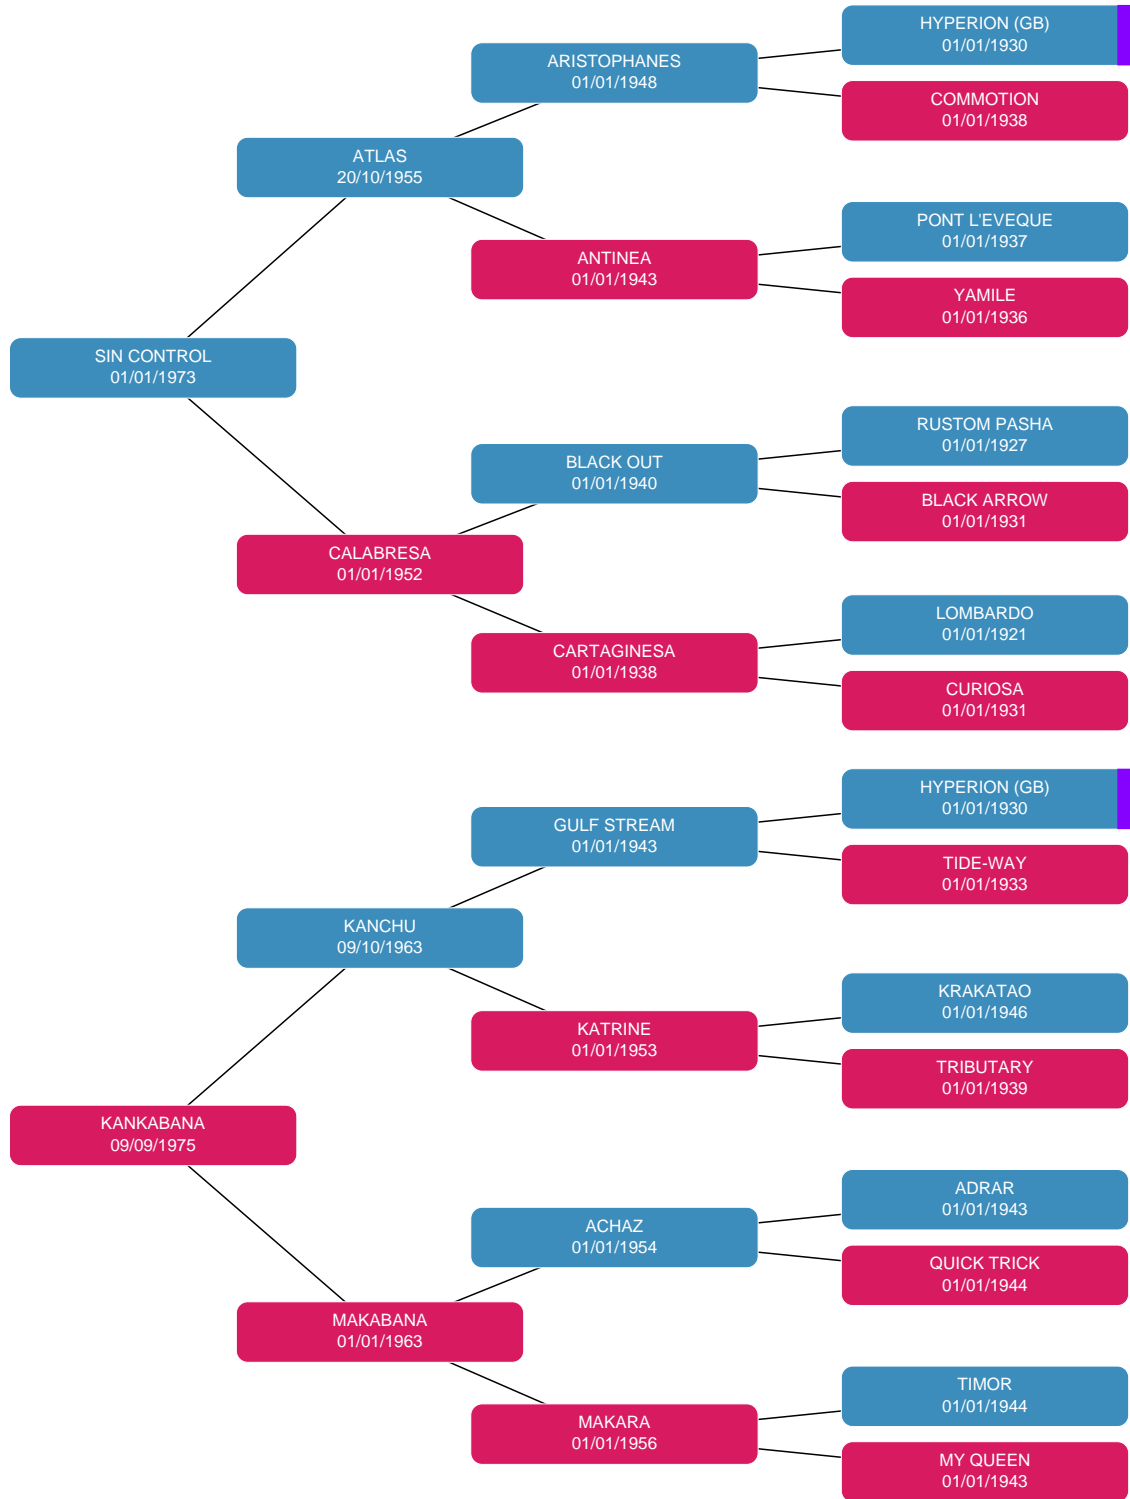 HYPERION (GB)
01/01/1930
ARISTOPHANES
01/01/1948
COMMOTION
01/01/1938
ATLAS
20/10/1955
PONT L'EVEQUE
01/01/1937
ANTINEA
01/01/1943
YAMILE
01/01/1936
SIN CONTROL
01/01/1973
RUSTOM PASHA
01/01/1927
BLACK OUT
01/01/1940
BLACK ARROW
01/01/1931
CALABRESA
01/01/1952
LOMBARDO
01/01/1921
CARTAGINESA
01/01/1938
CURIOSA
01/01/1931
HYPERION (GB)
01/01/1930
GULF STREAM
01/01/1943
TIDE-WAY
01/01/1933
KANCHU
09/10/1963
KRAKATAO
01/01/1946
KATRINE
01/01/1953
TRIBUTARY
01/01/1939
KANKABANA
09/09/1975
ADRAR
01/01/1943
ACHAZ
01/01/1954
QUICK TRICK
01/01/1944
MAKABANA
01/01/1963
TIMOR
01/01/1944
MAKARA
01/01/1956
MY QUEEN
01/01/1943